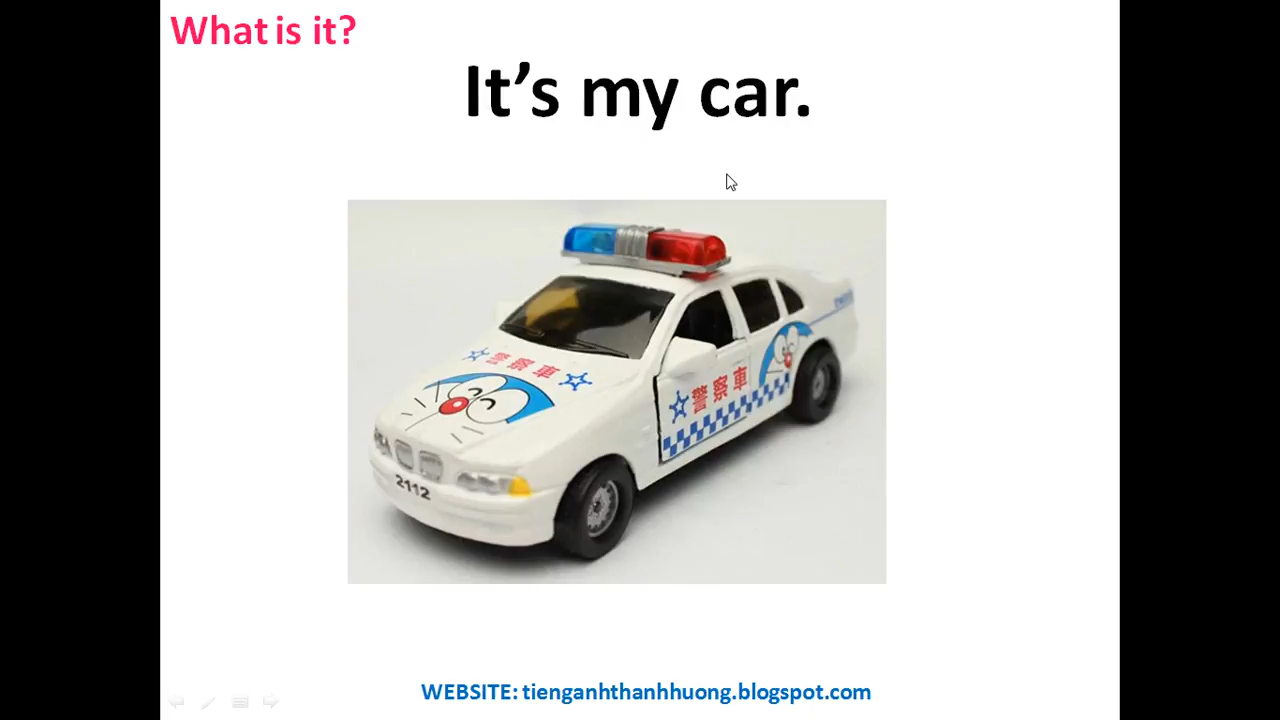 What is it?
It's my car.
警察車
警察車
2112
WEBSITE: tienganhthanhhuong.blogspot.com